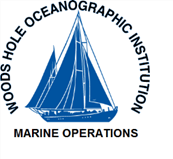 WOODS HOLE OCEANOGRAPHIC INSTITUTION
MARINE OPERATIONS